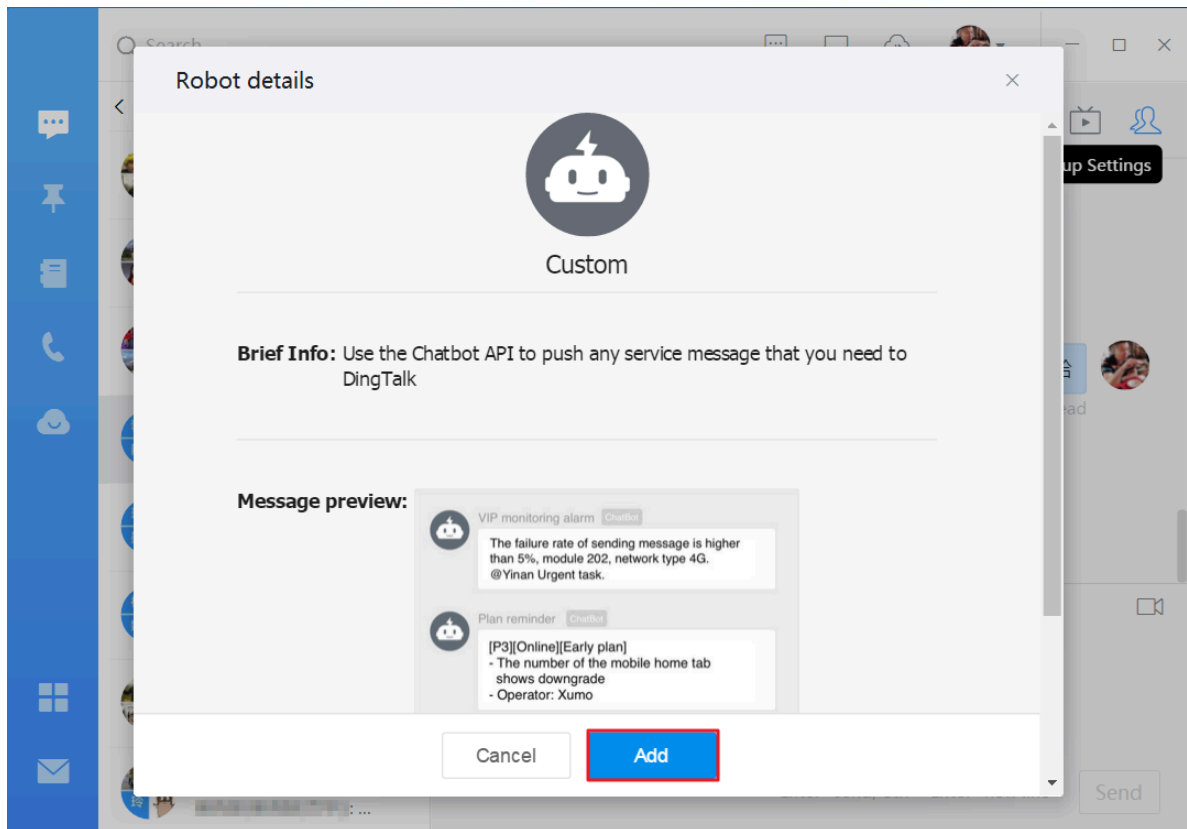 Search
Robot details
up Settings
Custom
Brief Info: Use the Chatbot API to push any service message that you need to
DingTalk
Message preview:
VIP monitoring alarm ChatBot
The failure rate of sending message is higher
than 5%, module 202, network type 4G.
@Yinan Urgent task.
Plan reminder ChatBot
[P3][Online][Early plan]
- The number of the mobile home tab
shows downgrade
- Operator: Xumo
Cancel
Add
Send
: ...